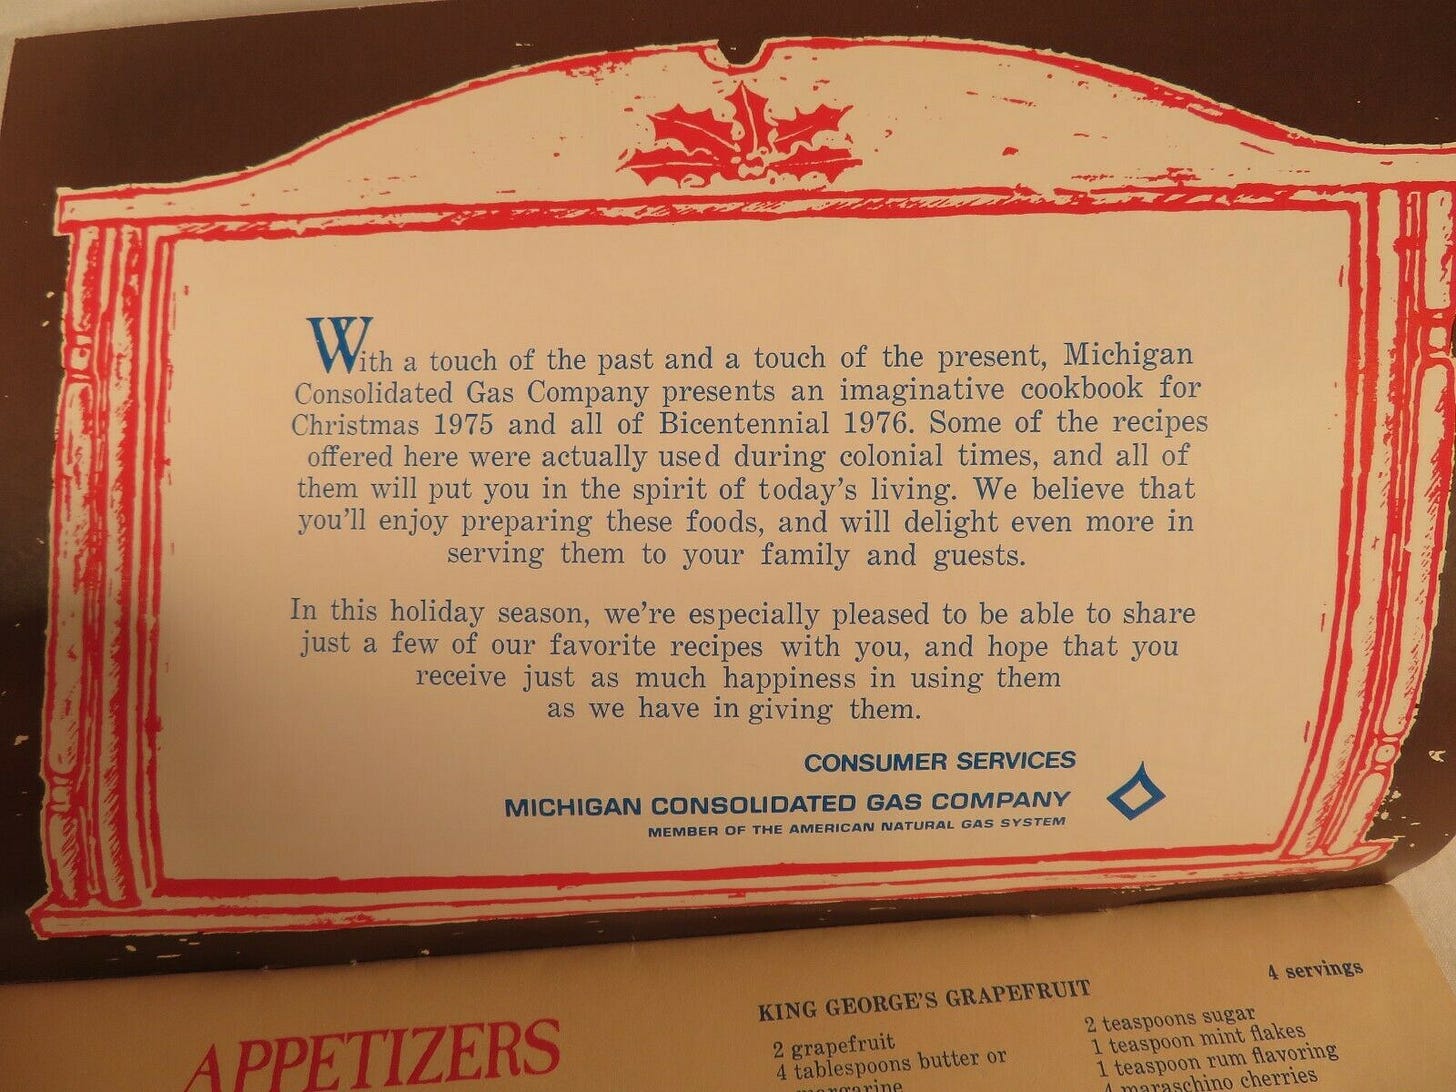 With a touch of the past and a touch of the present, Michigan
Consolidated Gas Company presents an imaginative cookbook for
Christmas 1975 and all of Bicentennial 1976. Some of the recipes
offered here were actually used during colonial times, and all of
them will put you in the spirit of today's living. We believe that
you'll enjoy preparing these foods, and will delight even more in
serving them to your family and guests.
In this holiday season, we're especially pleased to be able to share
just a few of our favorite recipes with you, and hope that you
receive just as much happiness in using them
as we have in giving them.
CONSUMER SERVICES
MICHIGAN CONSOLIDATED GAS COMPANY
MEMBER OF THE AMERICAN NATURAL GAS SYSTEM
APPETIZERS
KING GEORGE'S GRAPEFRUIT
4 servings
2 grapefruit
4 tablespoons butter or
margarine
2 teaspoons sugar
1 teaspoon mint flakes
1 teaspoon rum flavoring
4 maraschino cherries